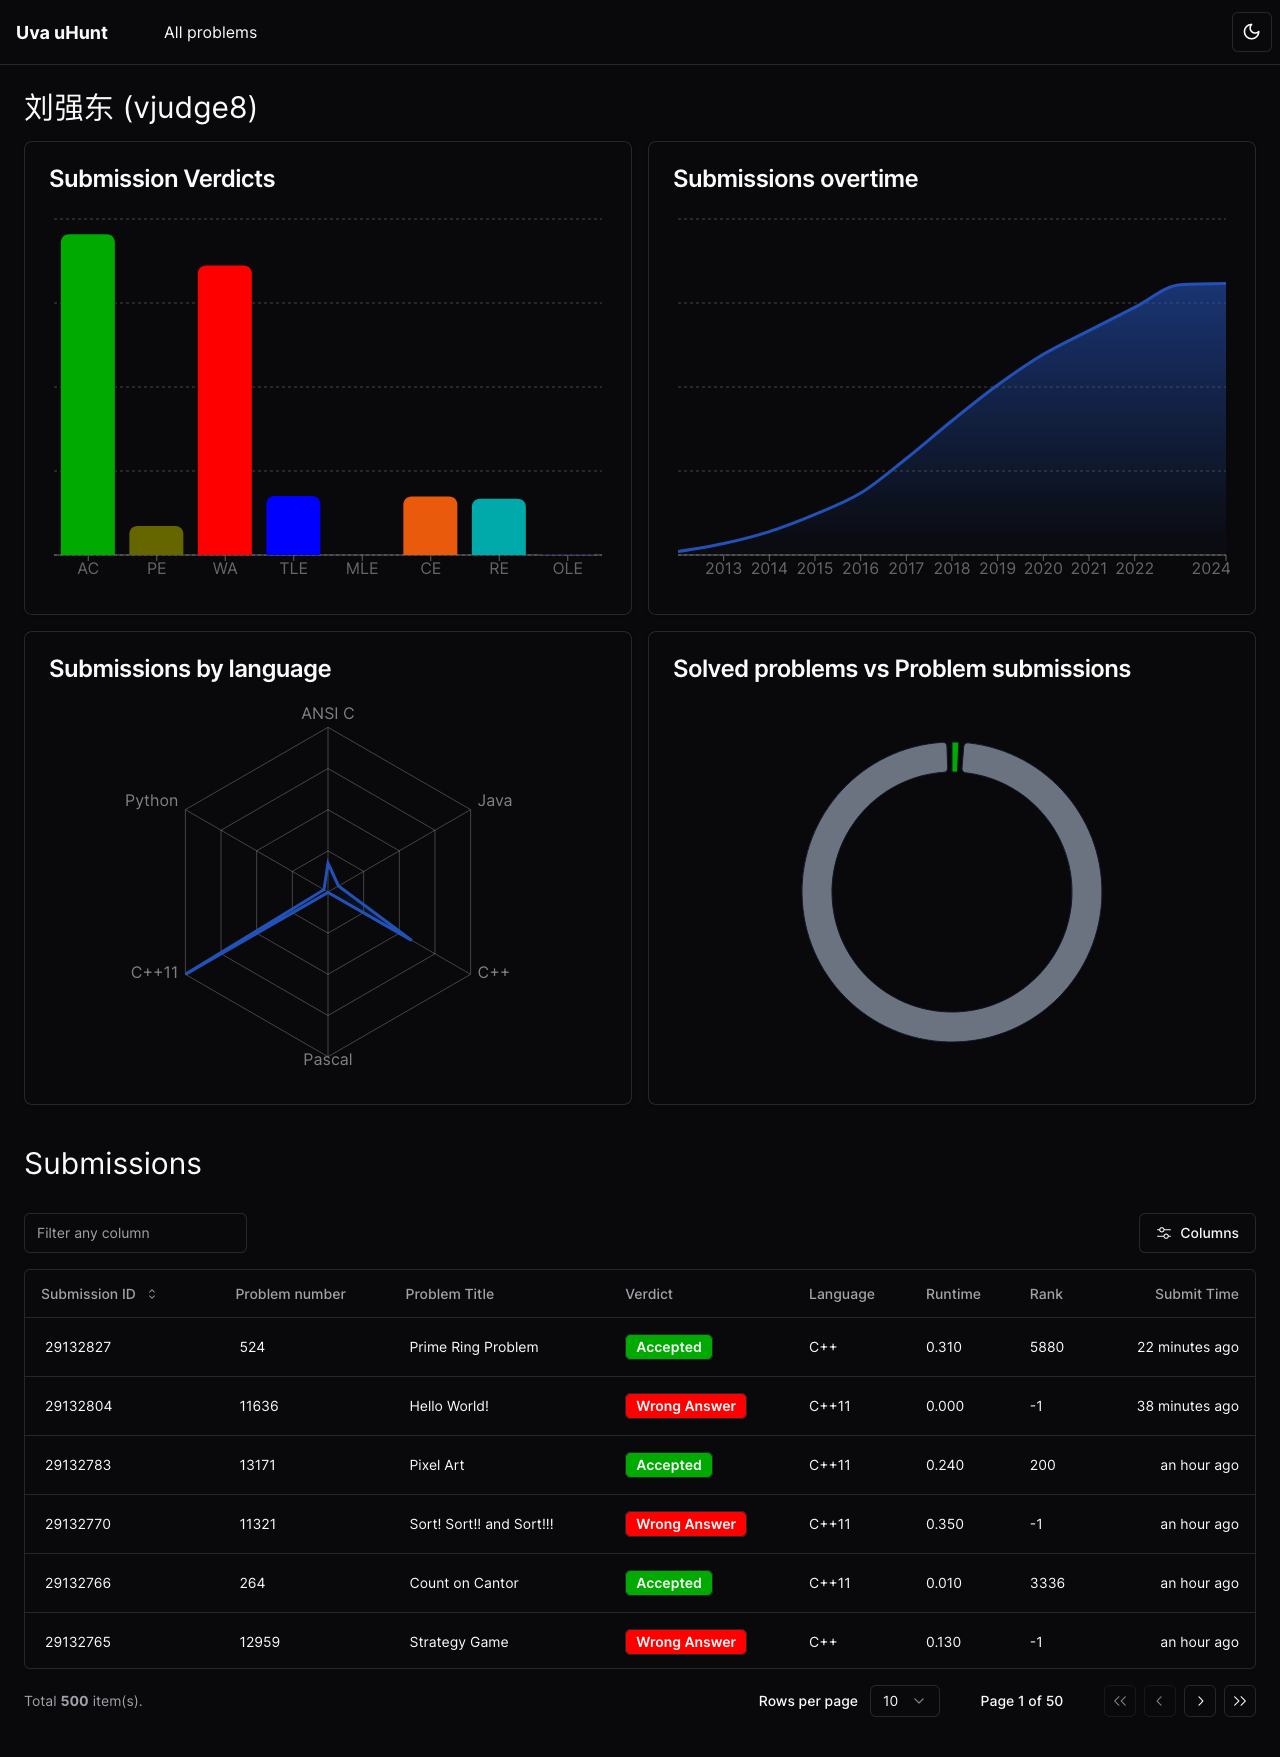 Uva uHunt All problems
刘强东 (vjudge8)
Submission Verdicts
AC PE WA TLE MLE CE RE OLE
Submissions overtime
2013 2014 2015 2016 2017 2018 2019 2020 2021 2022 2024
Submissions by language
ANSI C
Python Java
C++11 C++
Pascal
Solved problems vs Problem submissions
Submissions
Filter any column Columns
Submission ID Problem number Problem Title Verdict Language Runtime Rank Submit Time
29132827 524 Prime Ring Problem Accepted C++ 0.310 5880 22 minutes ago
29132804 11636 Hello World! Wrong Answer C++11 0.000 -1 38 minutes ago
29132783 13171 Pixel Art Accepted C++11 0.240 200 an hour ago
29132770 11321 Sort! Sort!! and Sort!!! Wrong Answer C++11 0.350 -1 an hour ago
29132766 264 Count on Cantor Accepted C++11 0.010 3336 an hour ago
29132765 12959 Strategy Game Wrong Answer C++ 0.130 -1 an hour ago
Total 500 item(s). Rows per page 10 Page 1 of 50